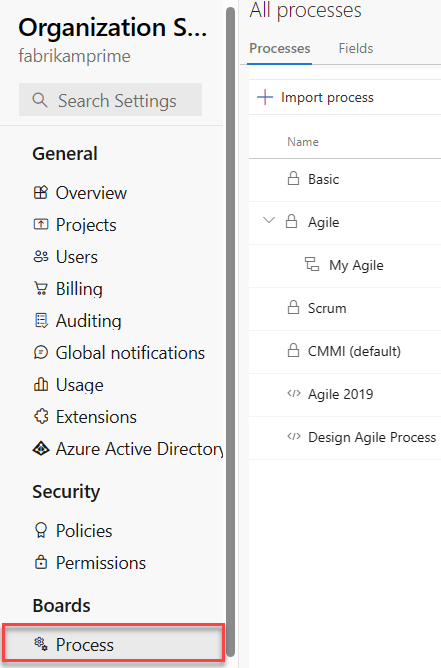 Organization S...
fabrikamprime
Search Settings
General
Overview
Projects
Users
Billing
Auditing
Global notifications
Usage
Extensions
Azure Active Directory
Security
Policies
Permissions
Boards
Process
All processes
Processes
Fields
Import process
Name
Basic
Agile
My Agile
Scrum
CMMI (default)
Agile 2019
Design Agile Process